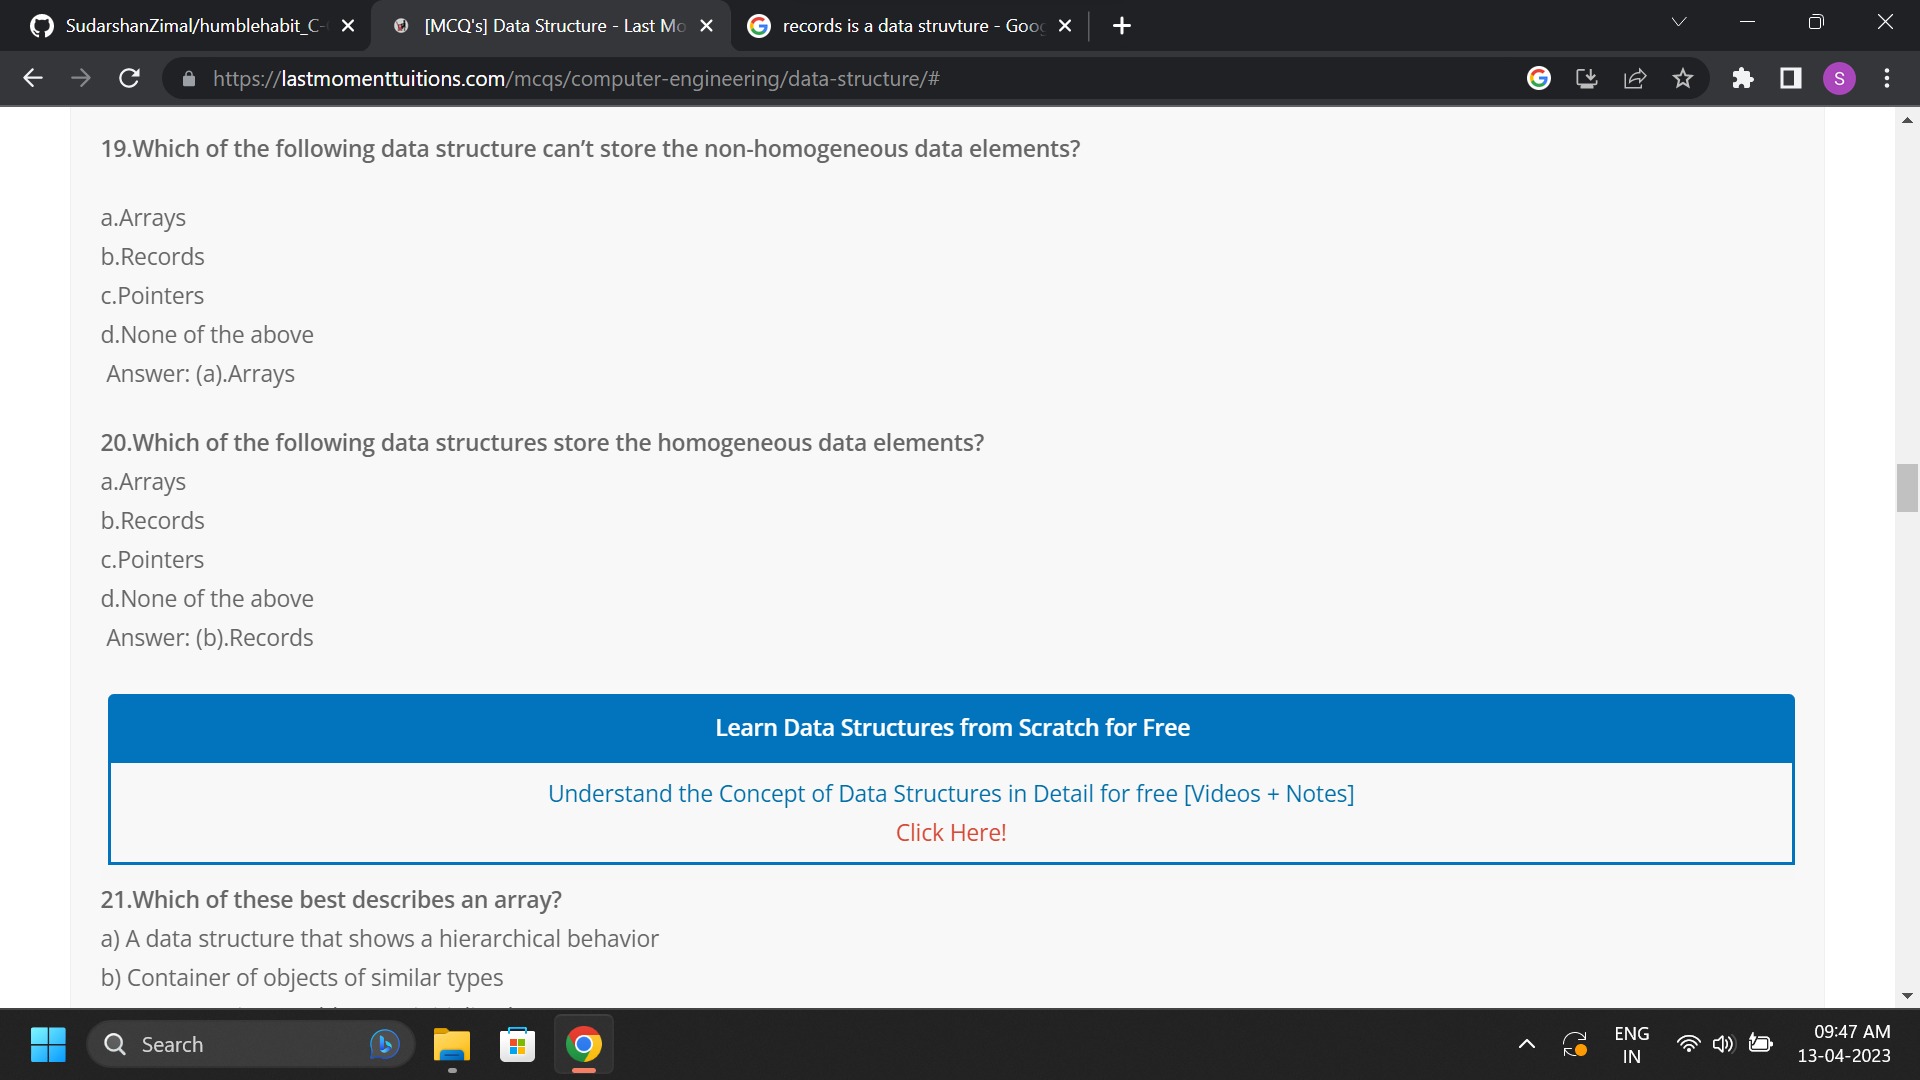 SudarshanZimal/humblehabit_C-
[MCQ's] Data Structure - Last Mo
records is a data struvture - Goo
https://lastmomenttuitions.com/mcqs/computer-engineering/data-structure/#
S
19.Which of the following data structure can’t store the non-homogeneous data elements?
a.Arrays
b.Records
c.Pointers
d.None of the above
Answer: (a).Arrays
20.Which of the following data structures store the homogeneous data elements?
a.Arrays
b.Records
c.Pointers
d.None of the above
Answer: (b).Records
Learn Data Structures from Scratch for Free
Understand the Concept of Data Structures in Detail for free [Videos + Notes]
Click Here!
21.Which of these best describes an array?
a) A data structure that shows a hierarchical behavior
b) Container of objects of similar types
Search
ENG
IN
09:47 AM
13-04-2023